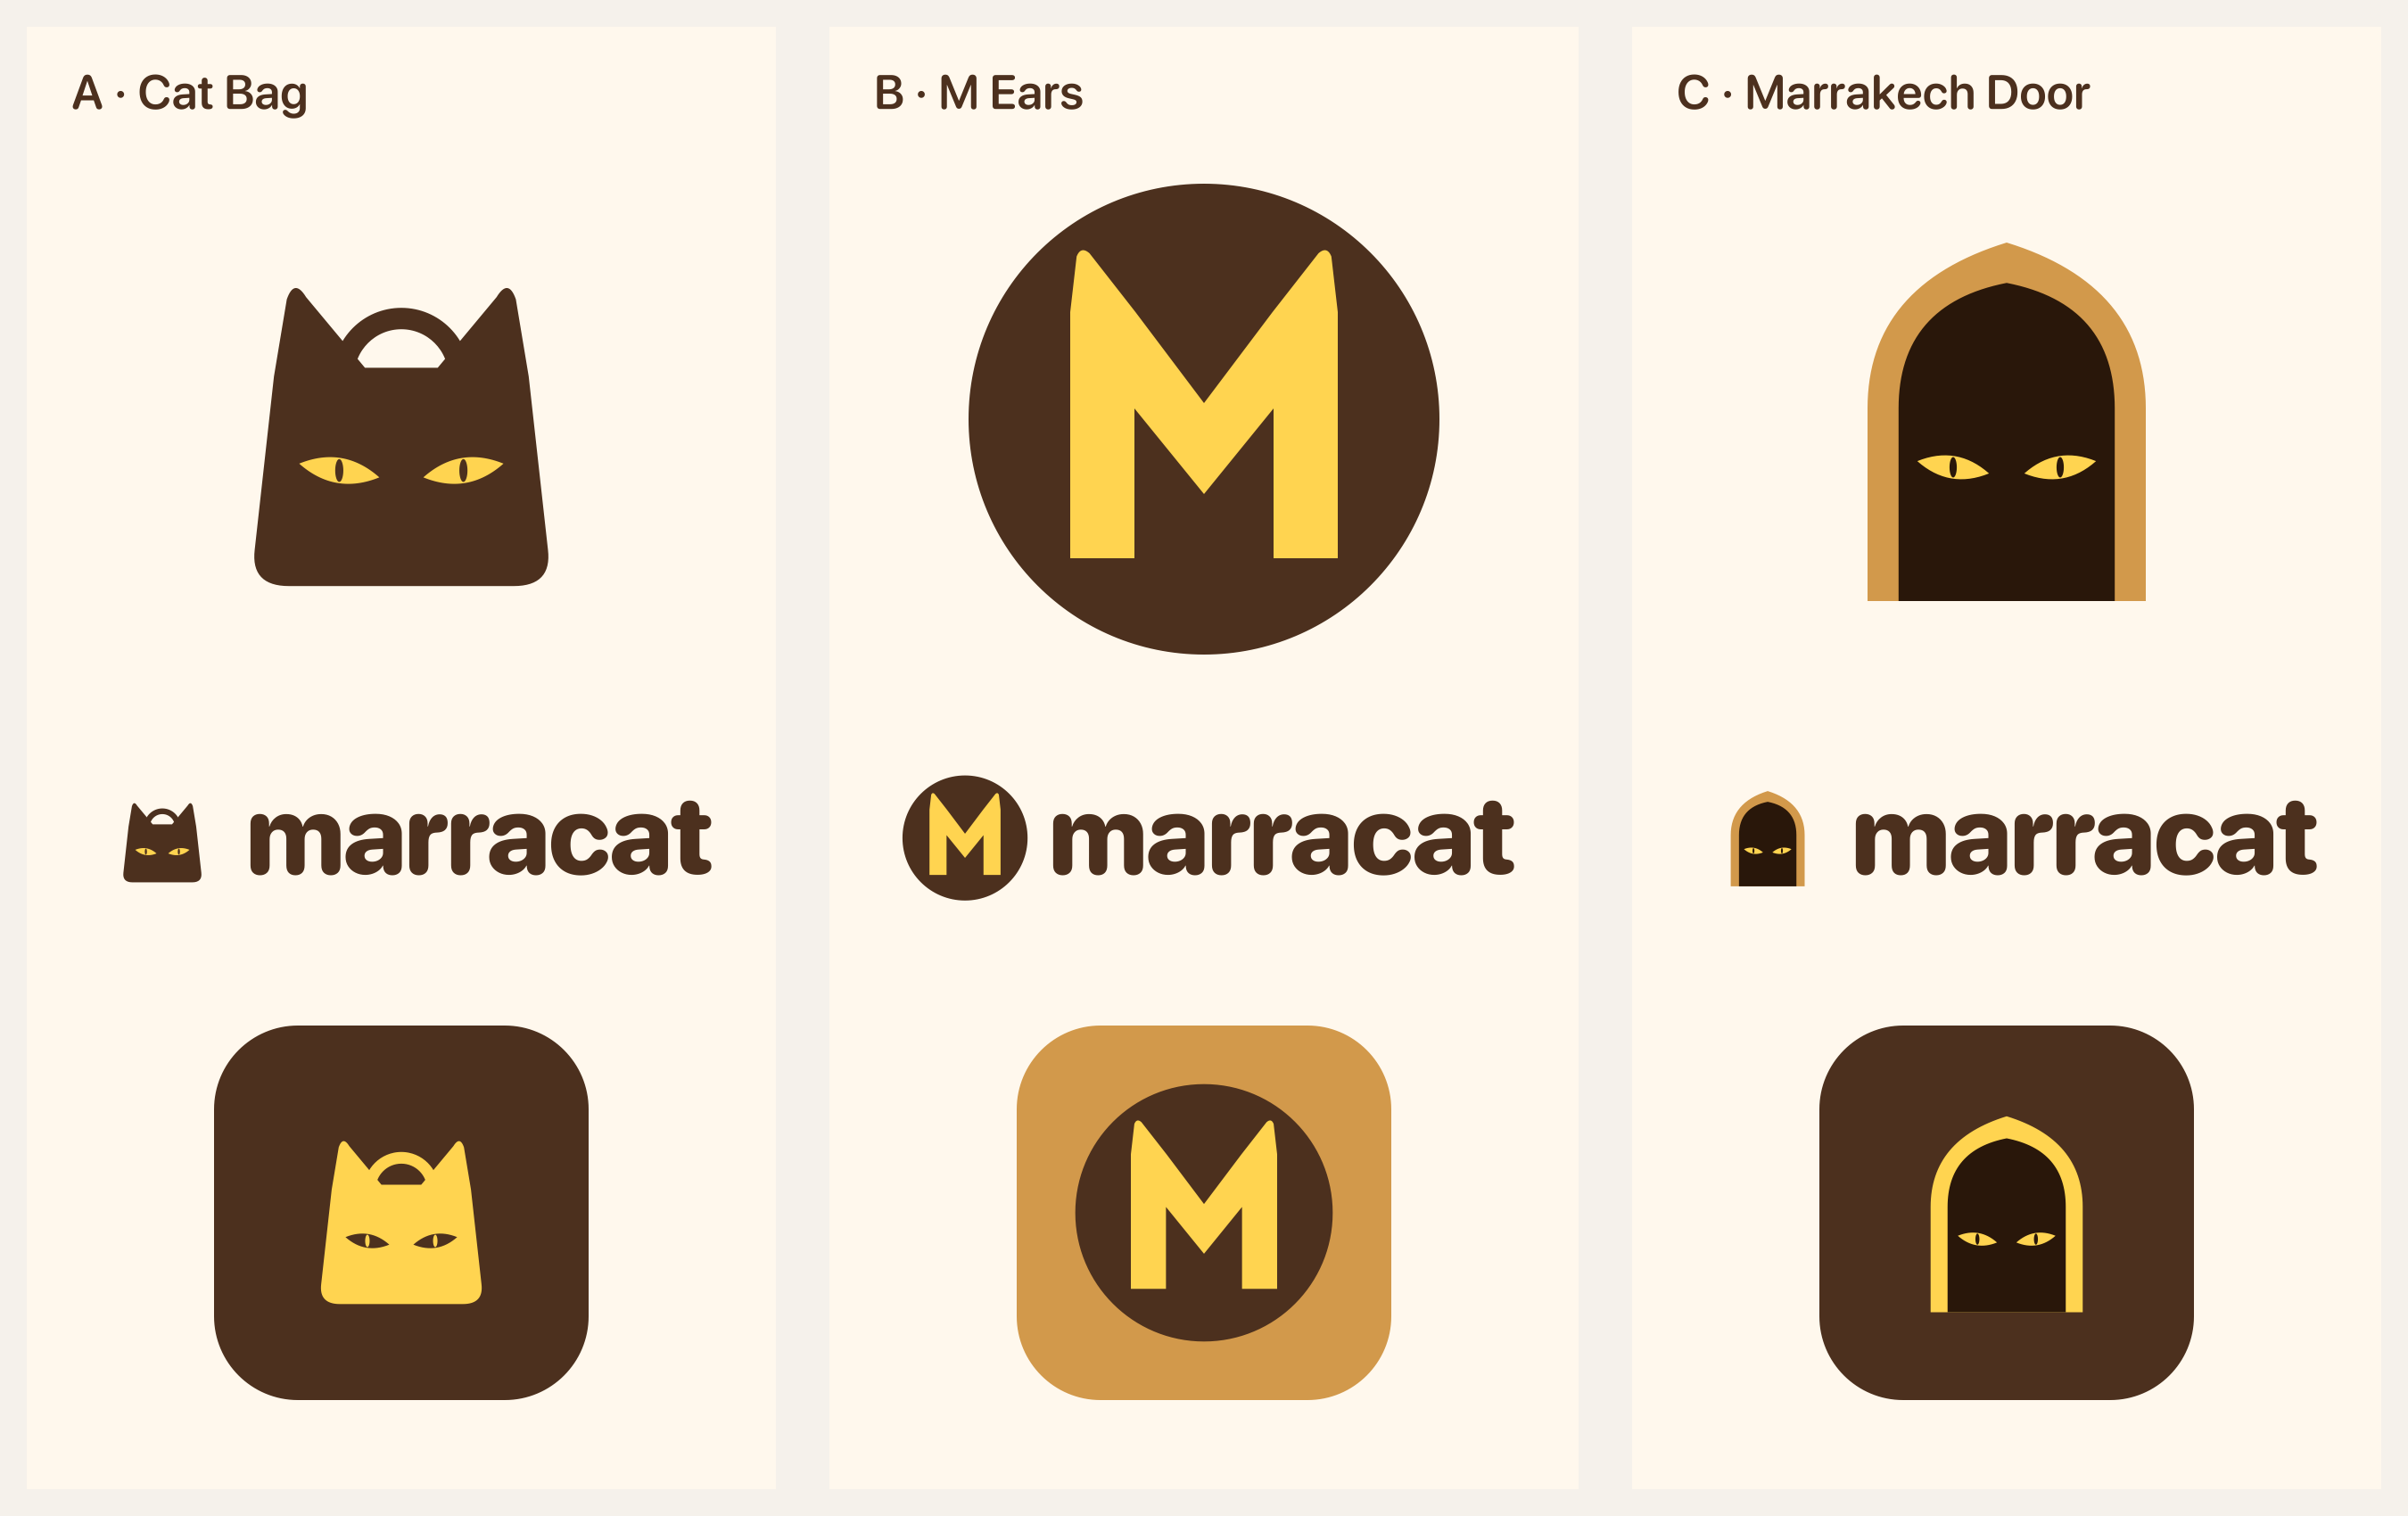 A · Cat Bag
B · M Ears
C · Marrakech Door
M
marracat
M marracat
marracat
M